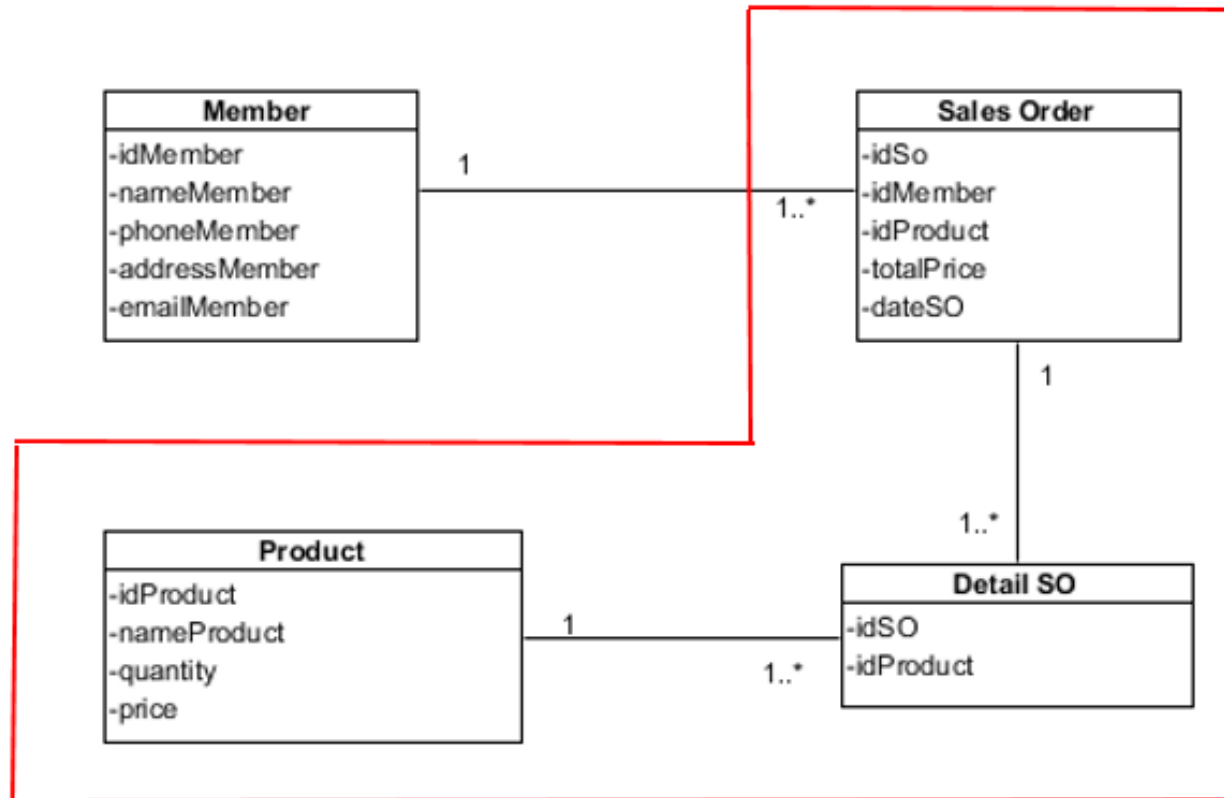 Member
-idMember
-nameMember
-phoneMember
-addressMember
-emailMember
1
1..*
Sales Order
-idSo
-idMember
-idProduct
-totalPrice
-dateSO
1
1..*
Product
-idProduct
-nameProduct
-quantity
-price
1
1..*
Detail SO
-idSO
-idProduct